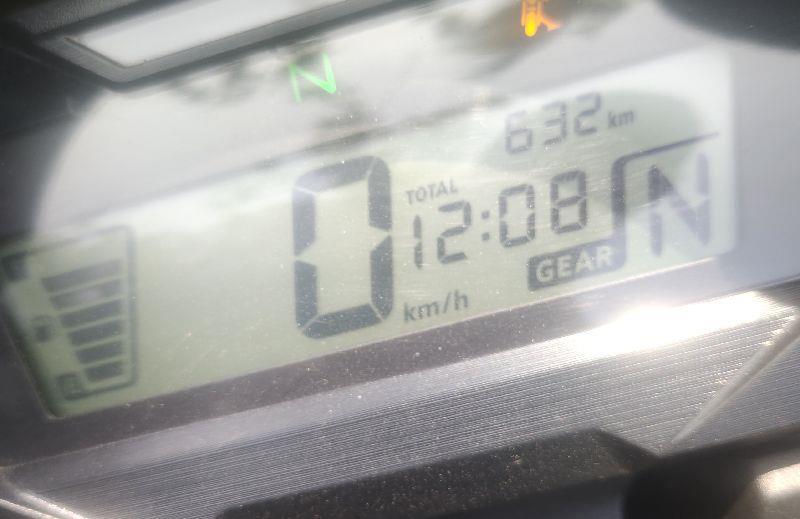 N
632 km
TOTAL
12:08
0 km/h
GEAR N